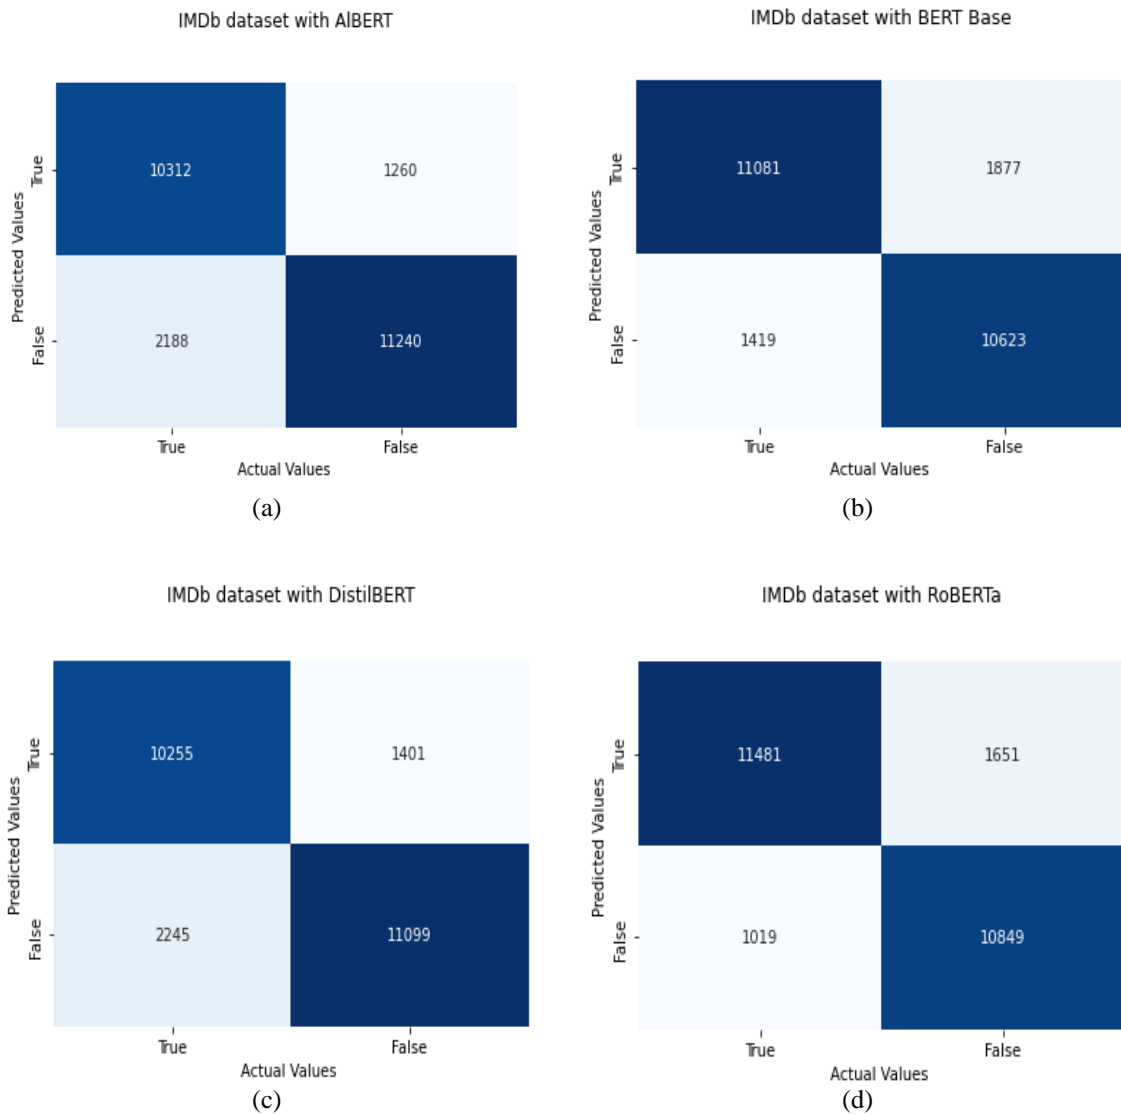 IMDb dataset with AlBERT
Predicted Values
True
10312 1260
False
2188 11240
True False
Actual Values
(a)
IMDb dataset with BERT Base
Predicted Values
True
11081 1877
False
1419 10623
True False
Actual Values
(b)
IMDb dataset with DistilBERT
Predicted Values
True
10255 1401
False
2245 11099
True False
Actual Values
(c)
IMDb dataset with RoBERTa
Predicted Values
True
11481 1651
False
1019 10849
True False
Actual Values
(d)